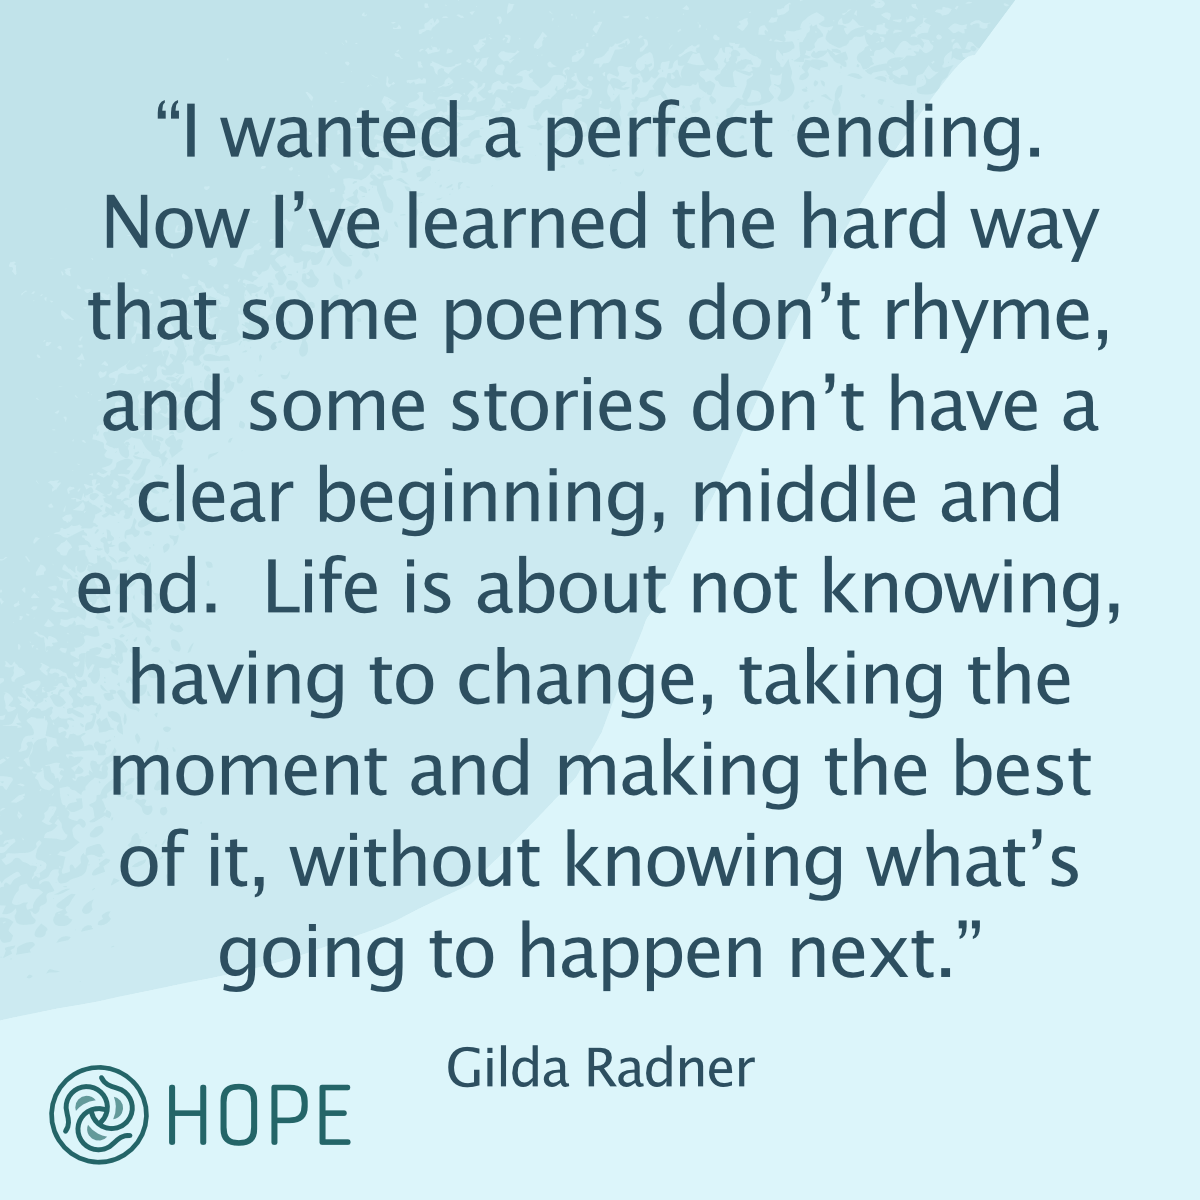 “I wanted a perfect ending.
Now I’ve learned the hard way
that some poems don’t rhyme,
and some stories don’t have a
clear beginning, middle and
end.  Life is about not knowing,
having to change, taking the
moment and making the best
of it, without knowing what’s
going to happen next.”
Gilda Radner
HOPE